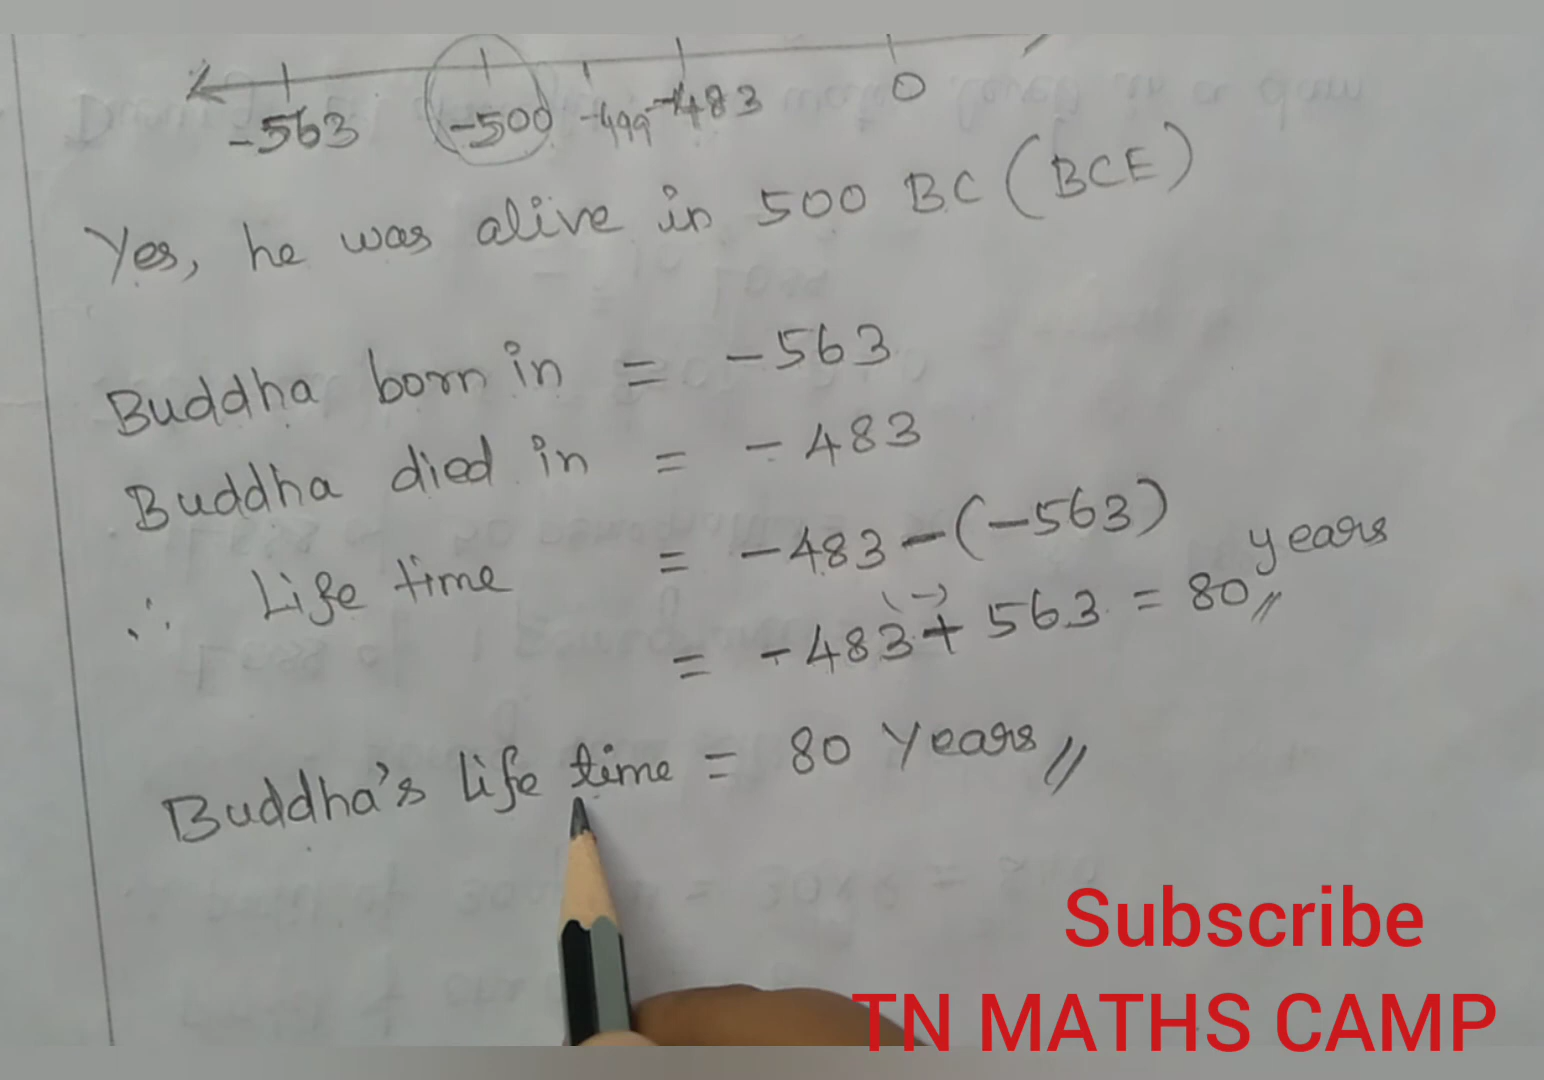 -563 -500 -499 -483 0
Yes, he was alive in 500 BC (BCE)
Buddha born in = -563
Buddha died in = -483
∴ Life time = -483-(-563) years
(-)
= -483+563 = 80//
Buddha's life time = 80 years//
Subscribe
TN MATHS CAMP